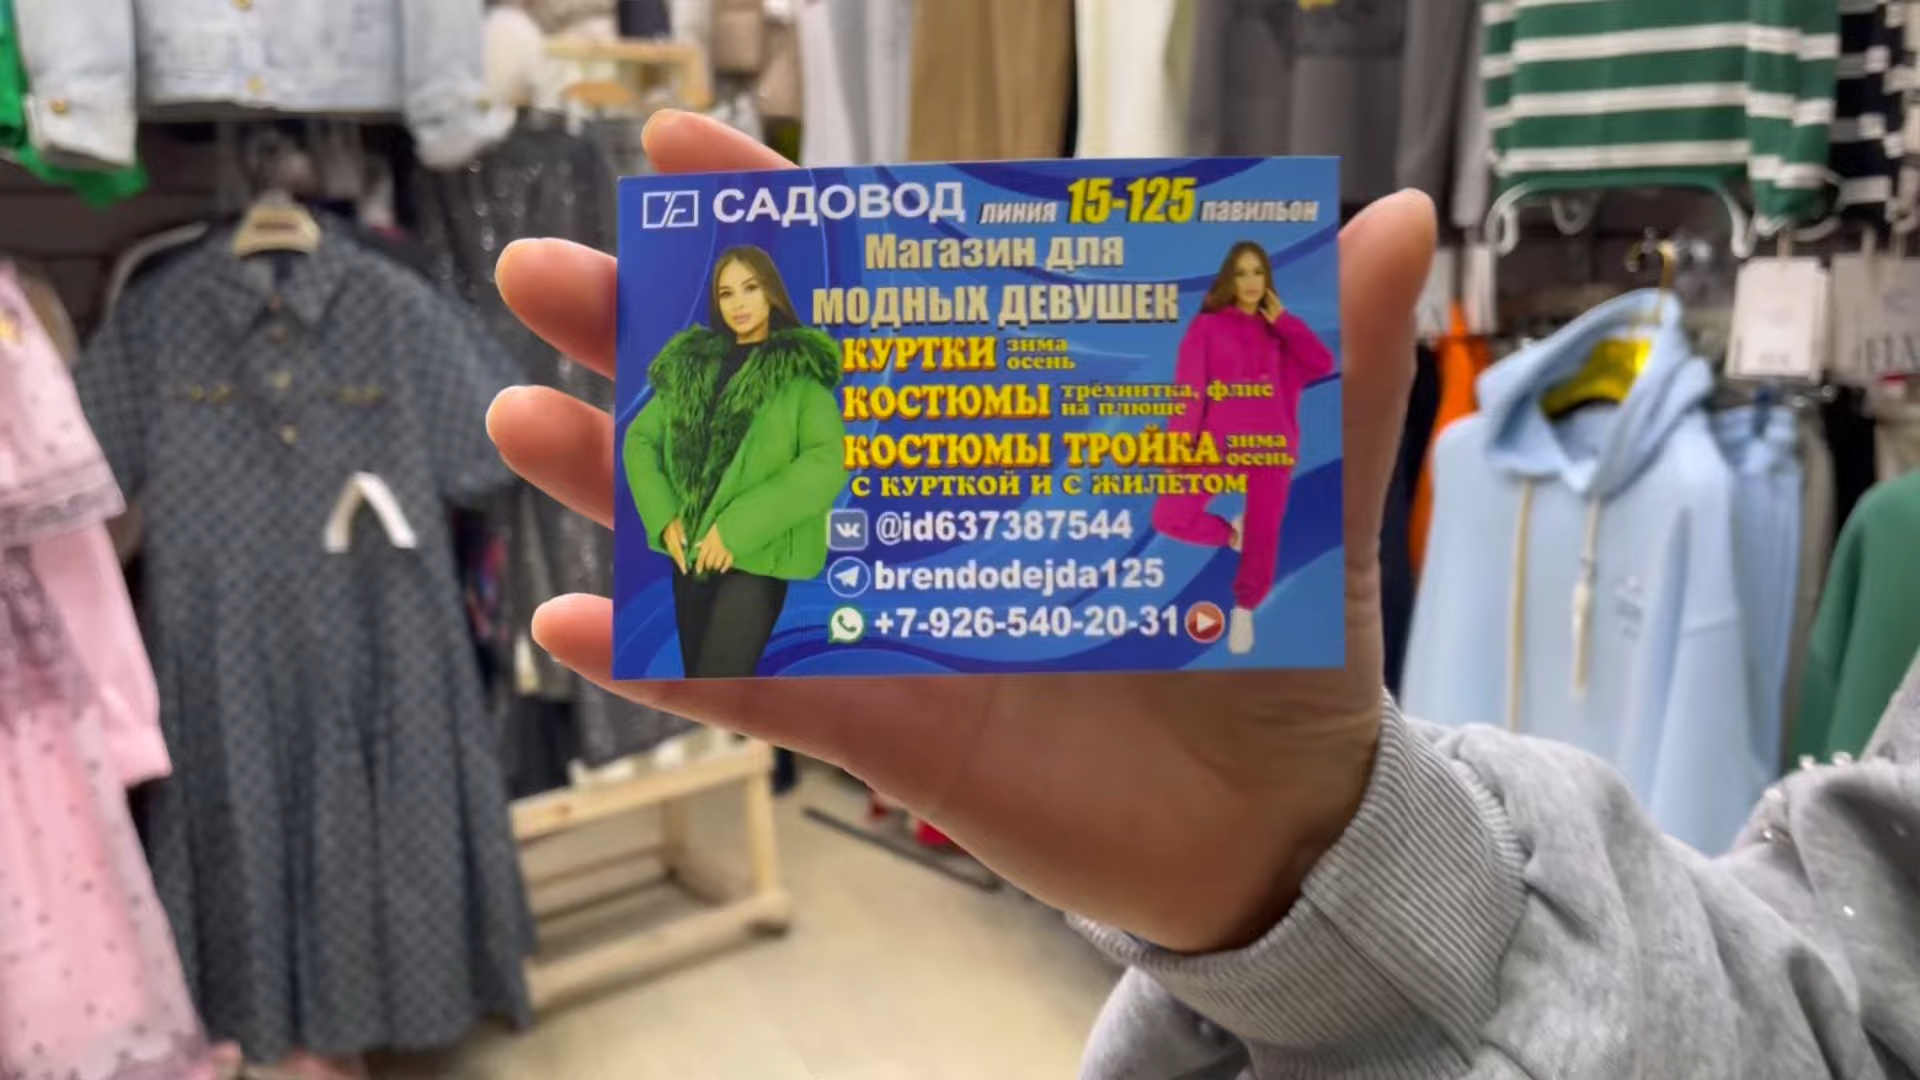 САДОВОД линия 15-125 павильон
Магазин для
МОДНЫХ ДЕВУШЕК
КУРТКИ зима осень
КОСТЮМЫ трёхнитка, флис на плюше
КОСТЮМЫ ТРОЙКА зима осень
С КУРТКОЙ И С ЖИЛЕТОМ
@id637387544
brendodejda125
+7-926-540-20-31